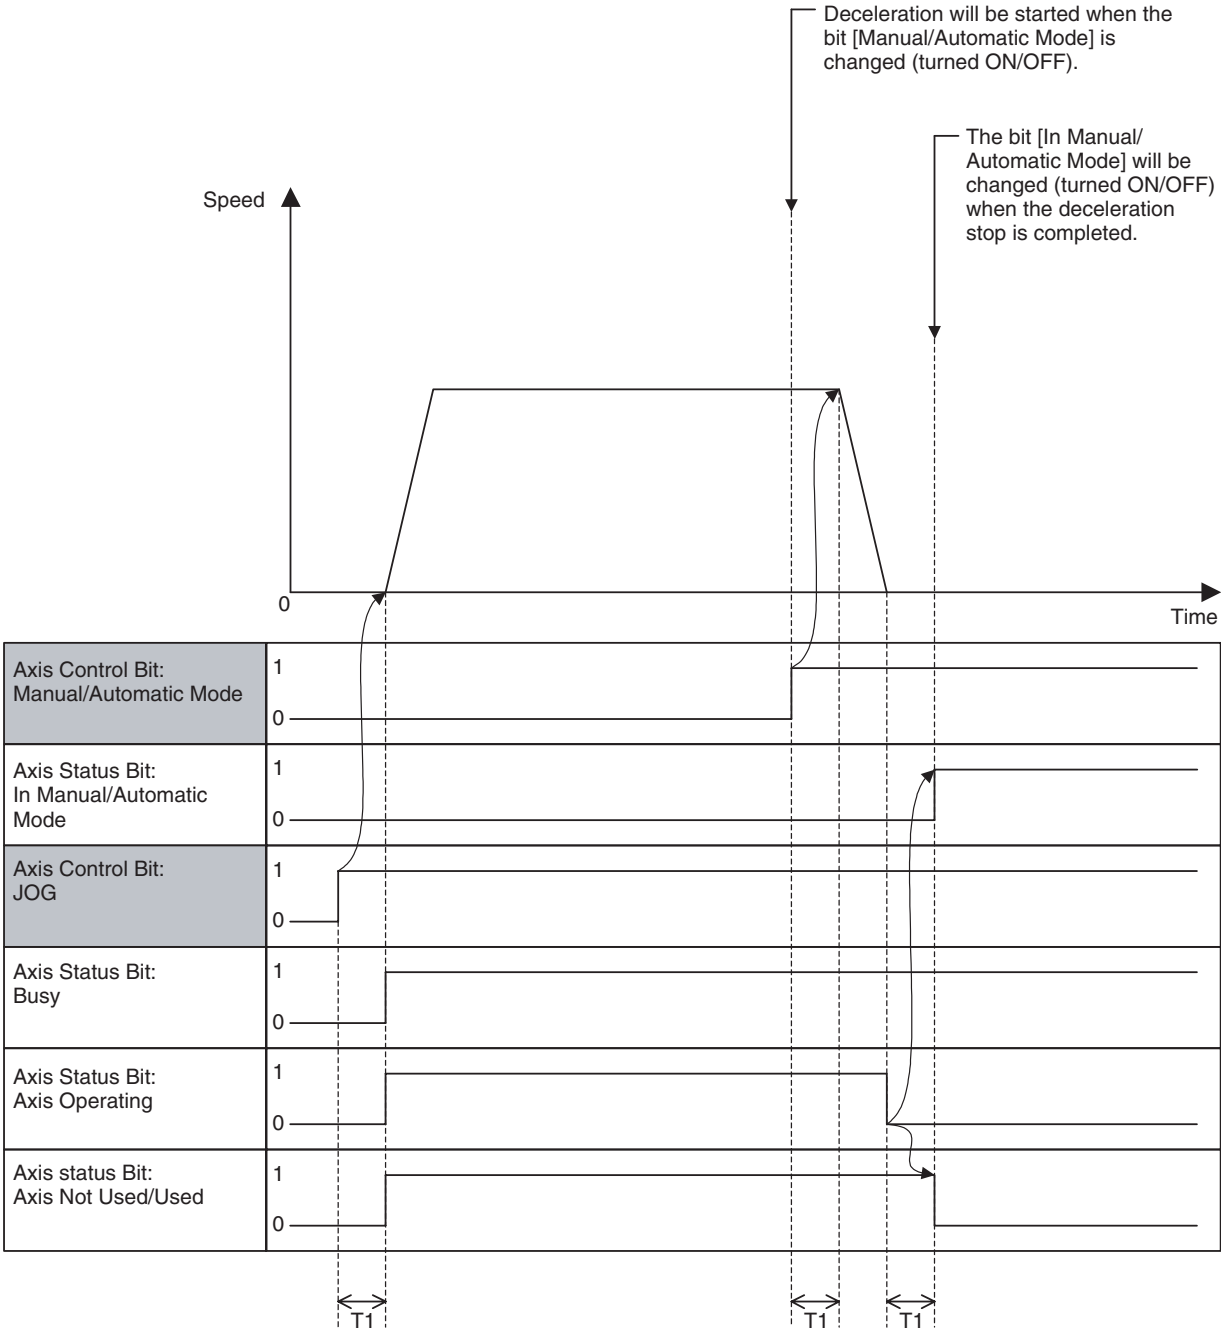 Deceleration will be started when the
bit [Manual/Automatic Mode] is
changed (turned ON/OFF).
The bit [In Manual/
Automatic Mode] will be
changed (turned ON/OFF)
when the deceleration
stop is completed.
Speed
0
Time
Axis Control Bit:
Manual/Automatic Mode
1
0
Axis Status Bit:
In Manual/Automatic
Mode
1
0
Axis Control Bit:
JOG
1
0
Axis Status Bit:
Busy
1
0
Axis Status Bit:
Axis Operating
1
0
Axis status Bit:
Axis Not Used/Used
1
0
T1
T1
T1